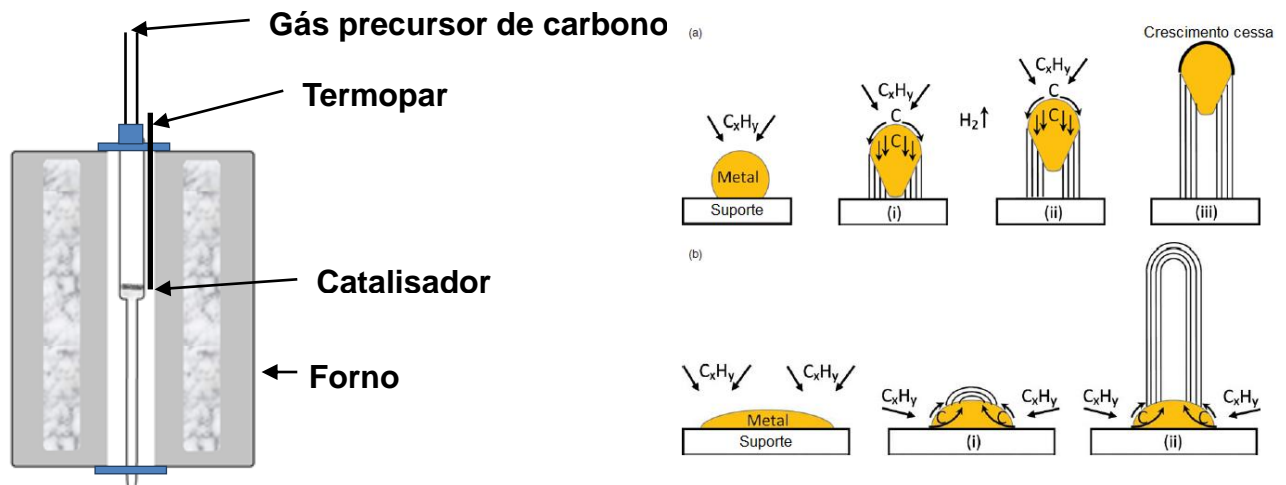 Gás precursor de carbono
Termopar
Catalisador
Forno
(a)
Crescimento cessa
CxHy
Metal
Suporte
CxHy
C
C
(i)
H2↑
CxHy
C
C
(ii)
(iii)
(b)
CxHy
CxHy
Metal
Suporte
CxHy
CxHy
C
C
(i)
CxHy
CxHy
C
C
(ii)